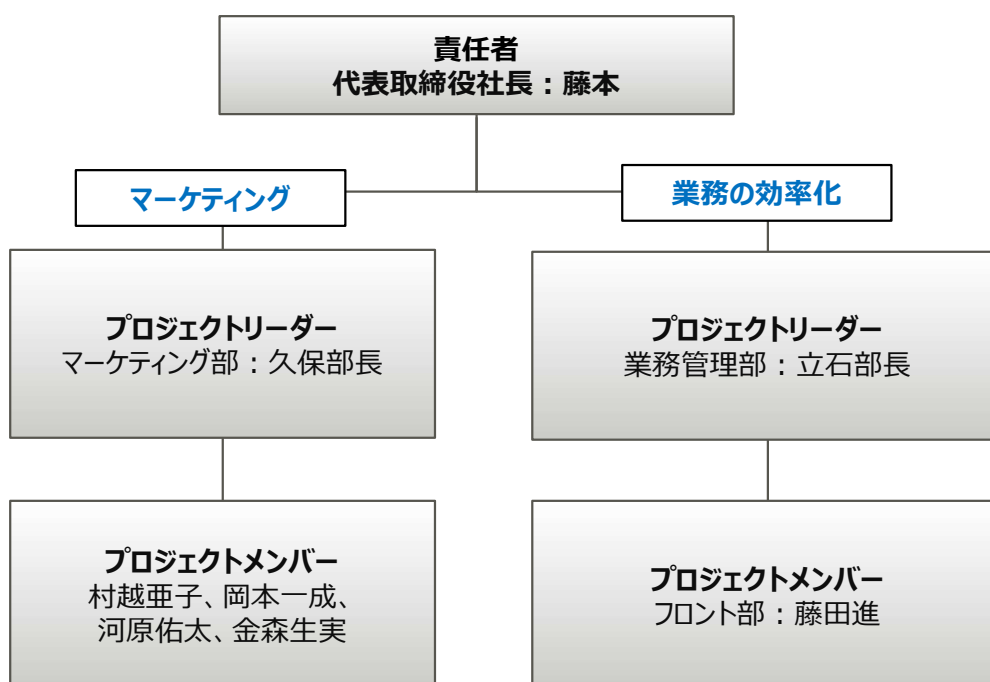 責任者
代表取締役社長：藤本
マーケティング
業務の効率化
プロジェクトリーダー
マーケティング部：久保部長
プロジェクトリーダー
業務管理部：立石部長
プロジェクトメンバー
村越亜子、岡本一成、
河原佑太、金森生実
プロジェクトメンバー
フロント部：藤田進